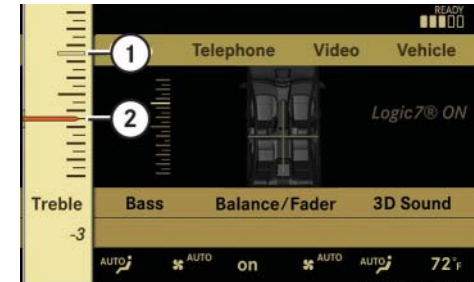 READY
1 Telephone Video Vehicle
2
Logic7® ON
Treble Bass Balance/Fader 3D Sound
-3
AUTO AUTO on AUTO AUTO 72°F